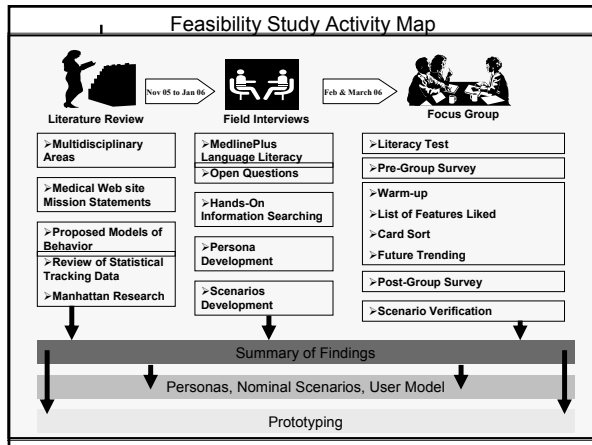 Feasibility Study Activity Map
Nov 05 to Jan 06
Feb & March 06
Literature Review
Field Interviews
Focus Group
➢Multidisciplinary
Areas
➢Medical Web site
Mission Statements
➢Proposed Models of
Behavior
➢Review of Statistical
Tracking Data
➢Manhattan Research
➢MedlinePlus
Language Literacy
➢Open Questions
➢Hands-On
Information Searching
➢Persona
Development
➢Scenarios
Development
➢Literacy Test
➢Pre-Group Survey
➢Warm-up
➢List of Features Liked
➢Card Sort
➢Future Trending
➢Post-Group Survey
➢Scenario Verification
Summary of Findings
Personas, Nominal Scenarios, User Model
Prototyping